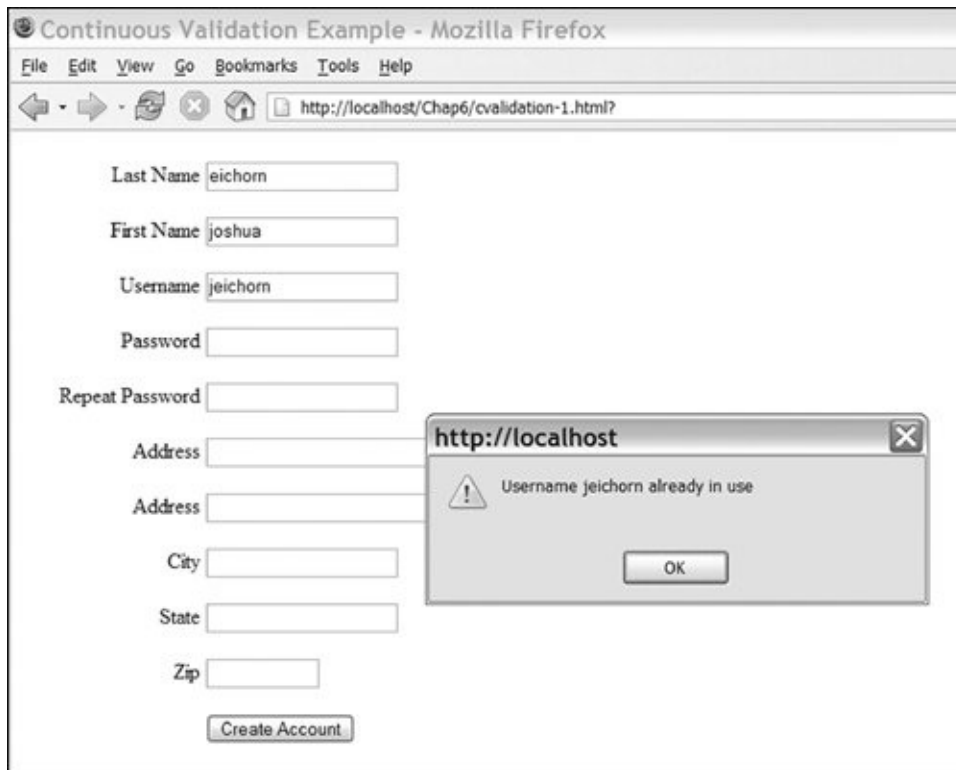 Continuous Validation Example - Mozilla Firefox
File Edit View Go Bookmarks Tools Help
http://localhost/Chap6/cvalidation-1.html?
Last Name eichorn
First Name joshua
Username jeichorn
Password
Repeat Password
Address
Address
City
State
Zip
Create Account
http://localhost
Username jeichorn already in use
OK